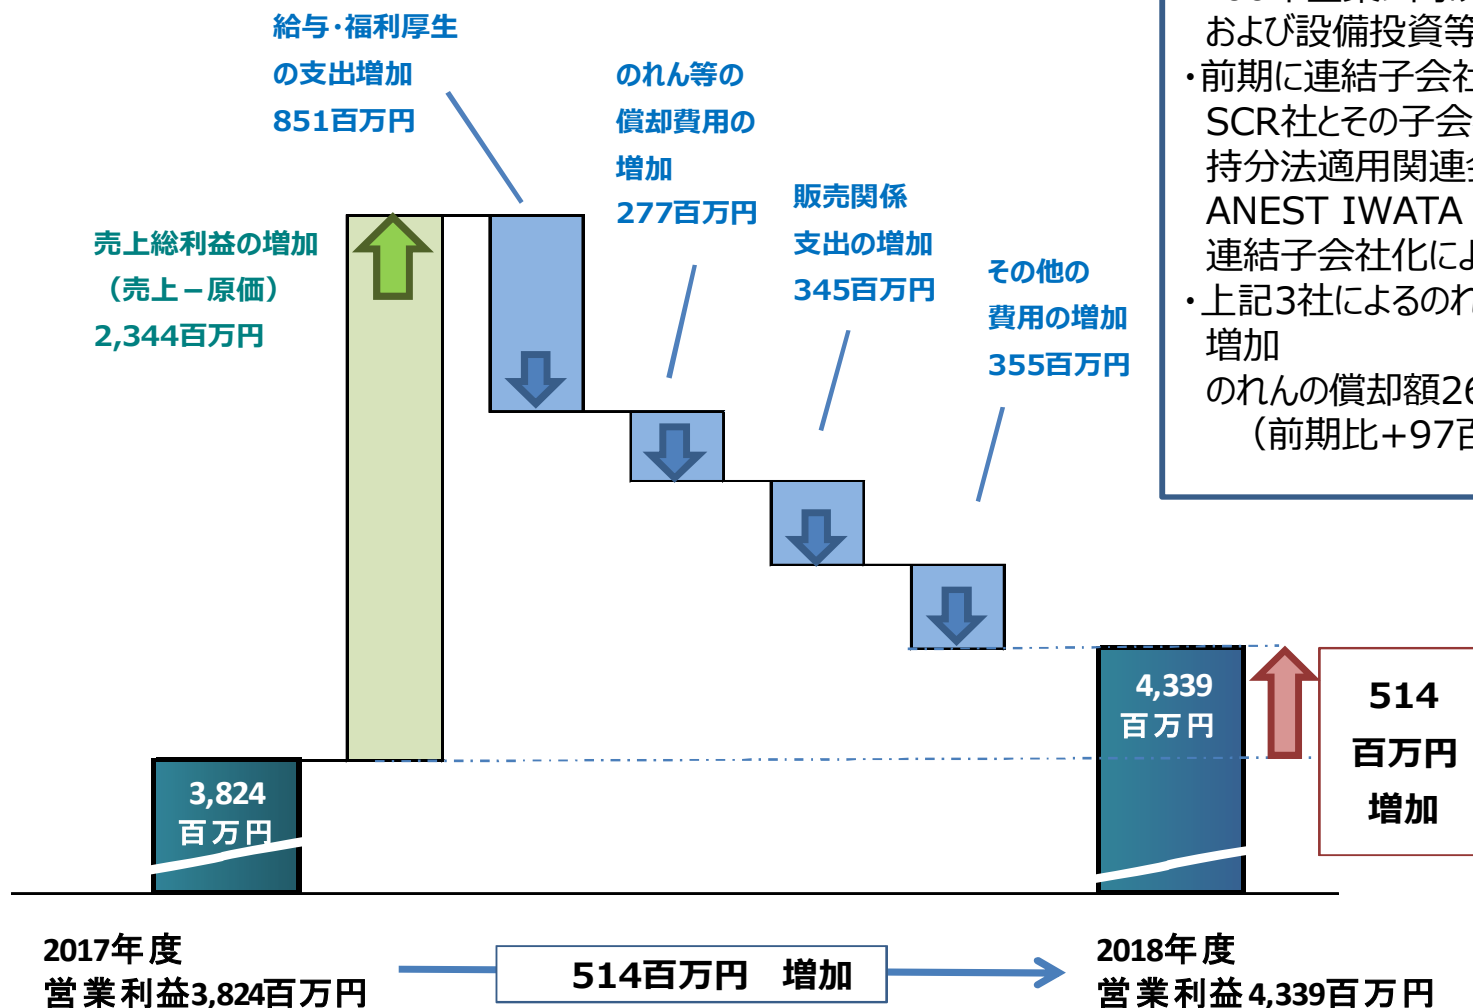 給与・福利厚生
の支出増加
851百万円
のれん等の
償却費用の
増加
277百万円
販売関係
支出の増加
345百万円
その他の
費用の増加
355百万円
売上総利益の増加
（売上－原価）
2,344百万円
および設備投資等
・前期に連結子会社
SCR社とその子会
持分法適用関連会
ANEST IWATA
連結子会社化によ
・上記3社によるのれ
増加
のれんの償却額26
（前期比+97百
3,824
百万円
4,339
百万円
514
百万円
増加
2017年度
営業利益3,824百万円
514百万円　増加
2018年度
営業利益4,339百万円